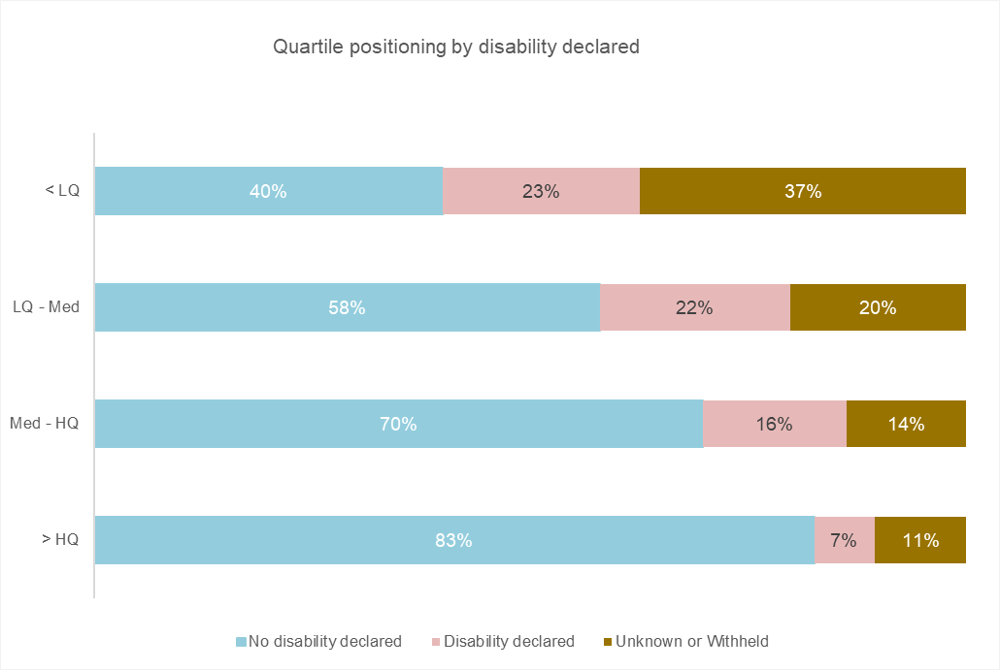 Quartile positioning by disability declared
< LQ 40% 23% 37%
LQ - Med 58% 22% 20%
Med - HQ 70% 16% 14%
> HQ 83% 7% 11%
No disability declared Disability declared Unknown or Withheld